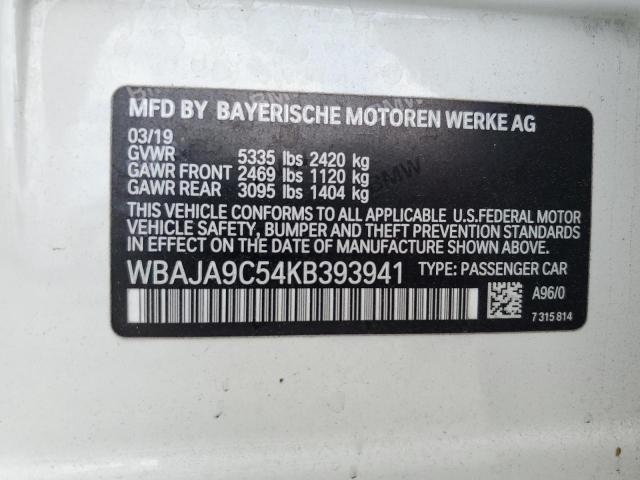 MFD BY BAYERISCHE MOTOREN WERKE AG
03/19
GVWR 5335 lbs 2420 kg
GAWR FRONT 2469 lbs 1120 kg
GAWR REAR 3095 lbs 1404 kg
THIS VEHICLE CONFORMS TO ALL APPLICABLE U.S.FEDERAL MOTOR
VEHICLE SAFETY, BUMPER AND THEFT PREVENTION STANDARDS
IN EFFECT ON THE DATE OF MANUFACTURE SHOWN ABOVE.
WBAJA9C54KB393941 TYPE: PASSENGER CAR
A96/0
7 315 814